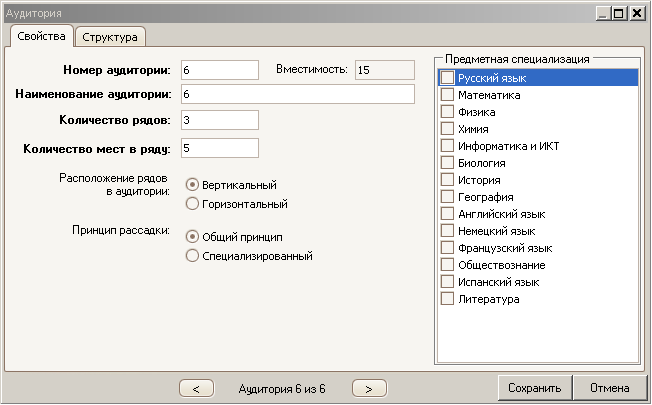 Аудитория
Свойства
Структура
Номер аудитории: 6 Вместимость: 15
Наименование аудитории: 6
Количество рядов: 3
Количество мест в ряду: 5
Расположение рядов
в аудитории:
Вертикальный
Горизонтальный
Принцип рассадки:
Общий принцип
Специализированный
Предметная специализация
Русский язык
Математика
Физика
Химия
Информатика и ИКТ
Биология
История
География
Английский язык
Немецкий язык
Французский язык
Обществознание
Испанский язык
Литература
< Аудитория 6 из 6 >
Сохранить
Отмена